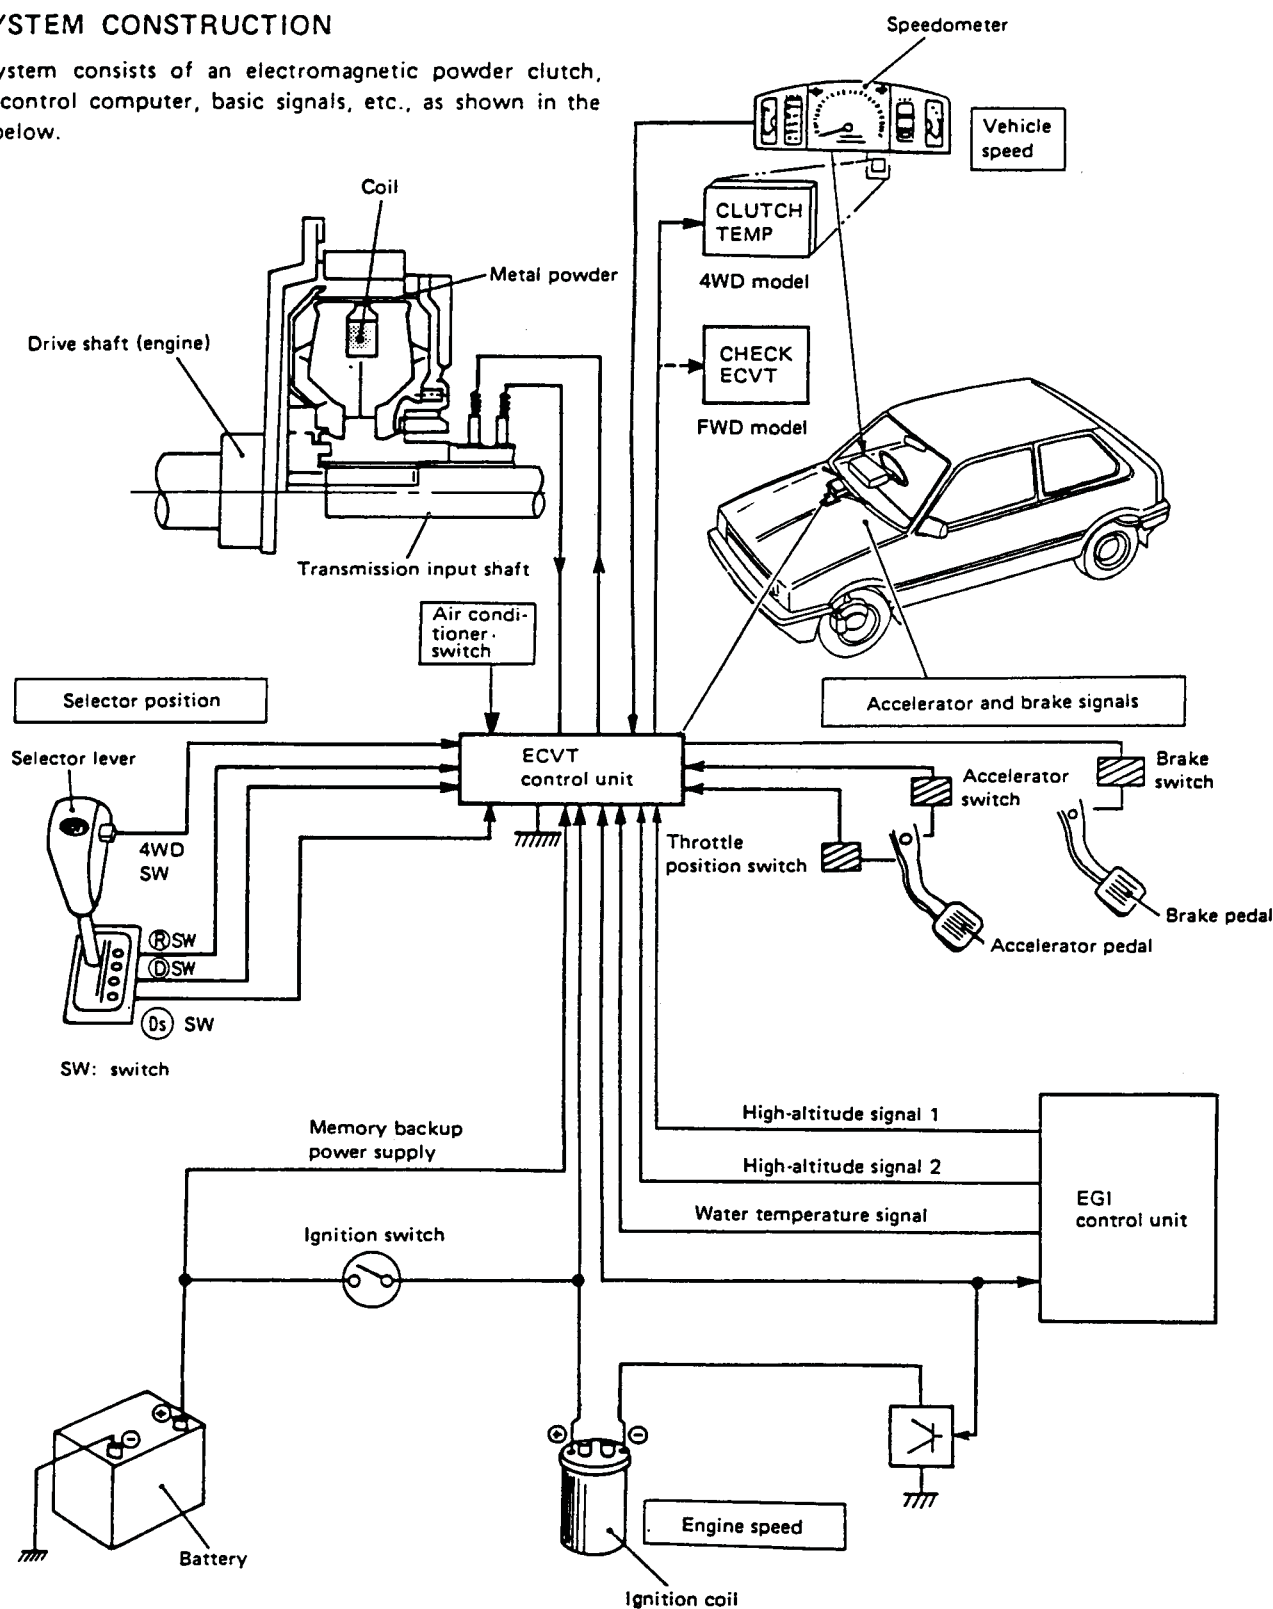 YSTEM CONSTRUCTION
ystem consists of an electromagnetic powder clutch,
control computer, basic signals, etc., as shown in the
below.
Speedometer
Vehicle
speed
CLUTCH
TEMP
4WD model
CHECK
ECVT
FWD model
Coil
Metal powder
Drive shaft (engine)
Transmission input shaft
Air condi-
tioner
switch
Selector position
Accelerator and brake signals
Selector lever
ECVT
control unit
Brake
switch
Accelerator
switch
Throttle
position switch
4WD
SW
Brake pedal
Accelerator pedal
R SW
D SW
Ds SW
SW: switch
High-altitude signal 1
Memory backup
power supply
High-altitude signal 2
EGI
control unit
Water temperature signal
Ignition switch
+
−
+
−
Engine speed
Battery
Ignition coil